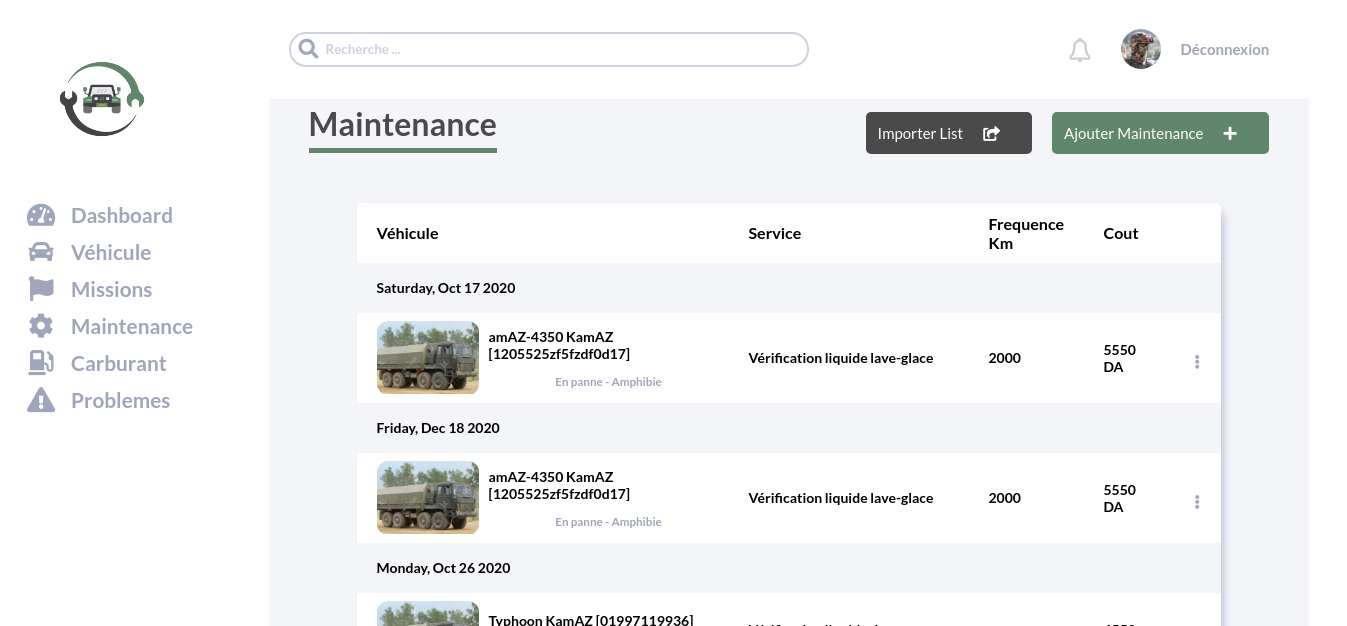 Recherche ...
Déconnexion
Maintenance
Importer List
Ajouter Maintenance
Dashboard
Véhicule
Missions
Maintenance
Carburant
Problemes
Véhicule
Service
Frequence
Km
Cout
Saturday, Oct 17 2020
amAZ-4350 KamAZ
[1205525zf5fzdf0d17]
En panne - Amphibie
Vérification liquide lave-glace
2000
5550
DA
Friday, Dec 18 2020
amAZ-4350 KamAZ
[1205525zf5fzdf0d17]
En panne - Amphibie
Vérification liquide lave-glace
2000
5550
DA
Monday, Oct 26 2020
Typhoon KamAZ [01997119936]